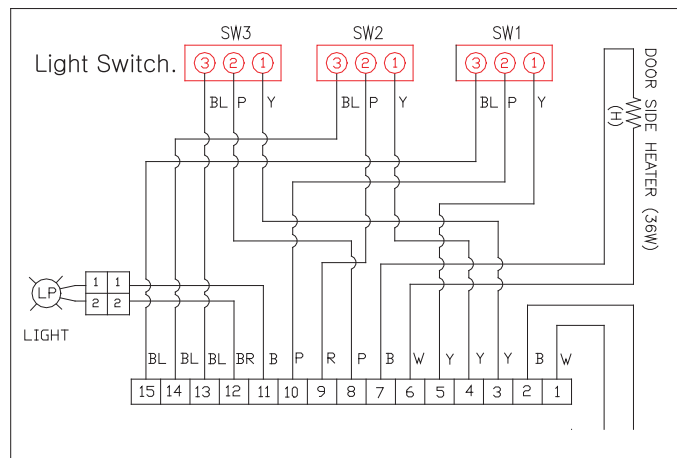 SW3 SW2 SW1
Light Switch.
3 2 1 3 2 1 3 2 1
BL P Y BL P Y BL P Y
DOOR SIDE HEATER (36W)
(H)
LP 1 1
2 2
LIGHT
BL BL BL BR B P R P B W Y Y Y B W
15 14 13 12 11 10 9 8 7 6 5 4 3 2 1